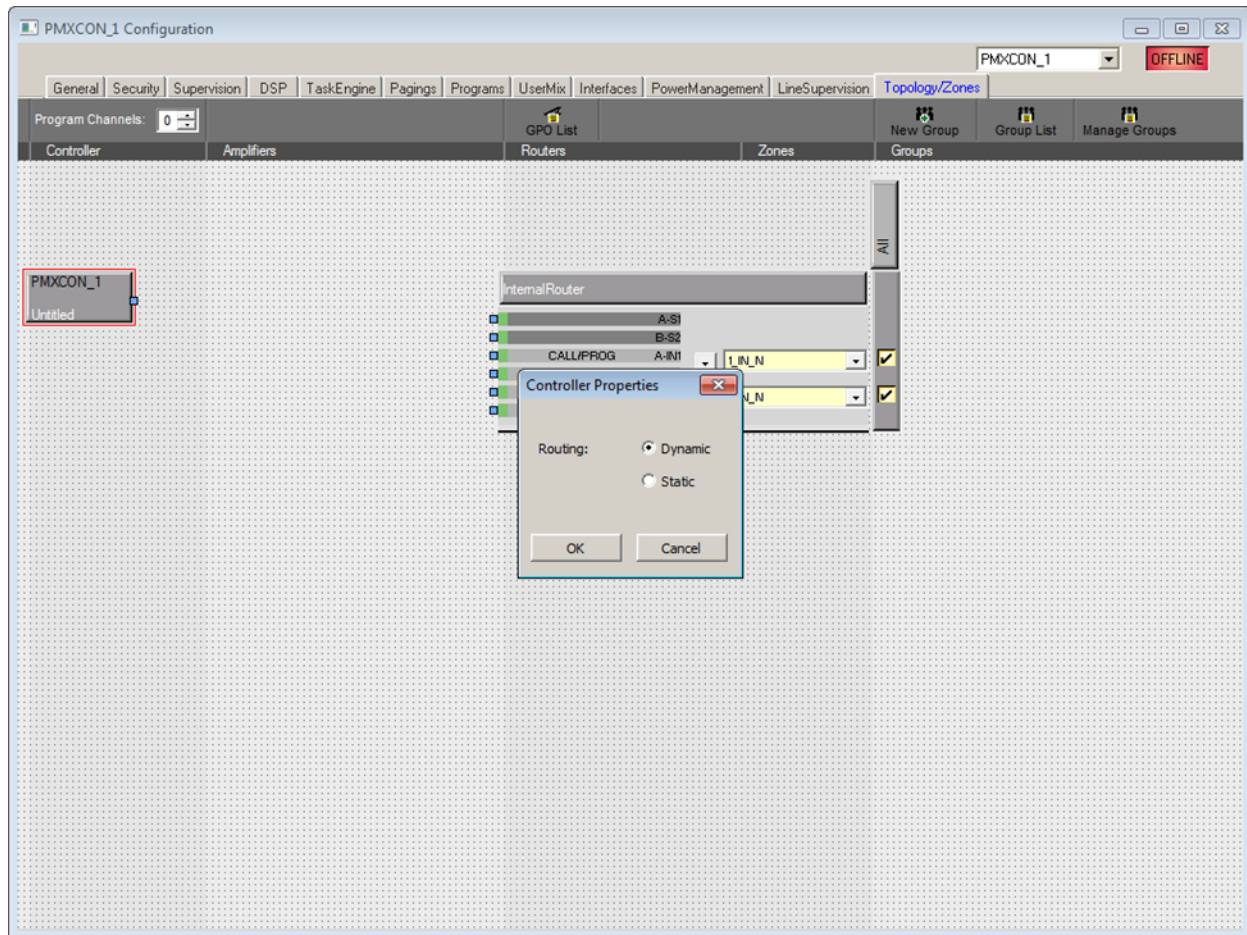 PMXCON_1 Configuration
PMXCON_1 OFFLINE
General Security Supervision DSP TaskEngine Pagings Programs UserMix Interfaces PowerManagement LineSupervision Topology/Zones
Program Channels: 0 GPO List New Group Group List Manage Groups
Controller Amplifiers Routers Zones Groups
All
PMXCON_1
Untitled
InternalRouter
A-S1
B-S2
CALL/PROG A-IN1 1_IN_N
Controller Properties
Routing: Dynamic
Static
OK Cancel